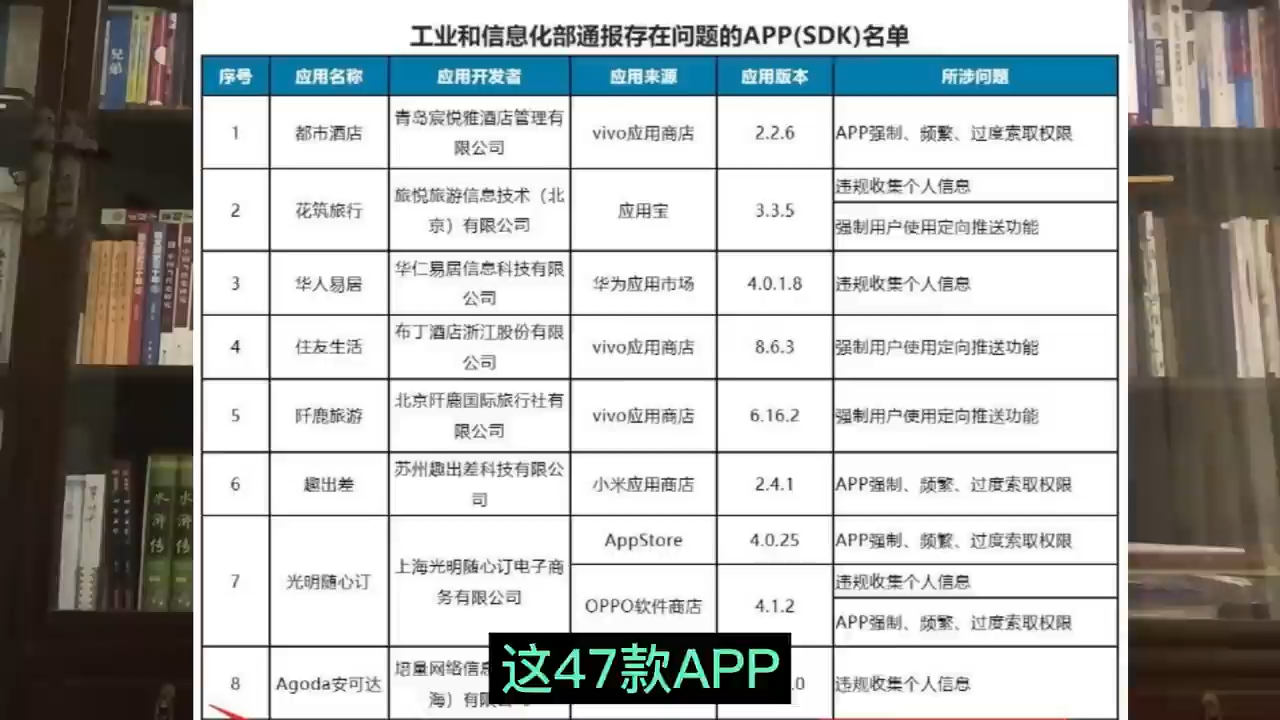 工业和信息化部通报存在问题的APP(SDK)名单
序号 应用名称 应用开发者 应用来源 应用版本 所涉问题
1 都市酒店 青岛宸悦雅酒店管理有限公司 vivo应用商店 2.2.6 APP强制、频繁、过度索取权限
2 花筑旅行 旅悦旅游信息技术（北京）有限公司 应用宝 3.3.5 违规收集个人信息
强制用户使用定向推送功能
3 华人易居 华仁易居信息科技有限公司 华为应用市场 4.0.1.8 违规收集个人信息
4 住友生活 布丁酒店浙江股份有限公司 vivo应用商店 8.6.3 强制用户使用定向推送功能
5 阡鹿旅游 北京阡鹿国际旅行社有限公司 vivo应用商店 6.16.2 强制用户使用定向推送功能
6 趣出差 苏州趣出差科技有限公司 小米应用商店 2.4.1 APP强制、频繁、过度索取权限
7 光明随心订 上海光明随心订电子商务有限公司 AppStore 4.0.25 APP强制、频繁、过度索取权限
OPPO软件商店 4.1.2 违规收集个人信息
APP强制、频繁、过度索取权限
8 Agoda安可达 网络信息 海）有限 .0 违规收集个人信息
这47款APP
兄弟
水浒传
水浒传